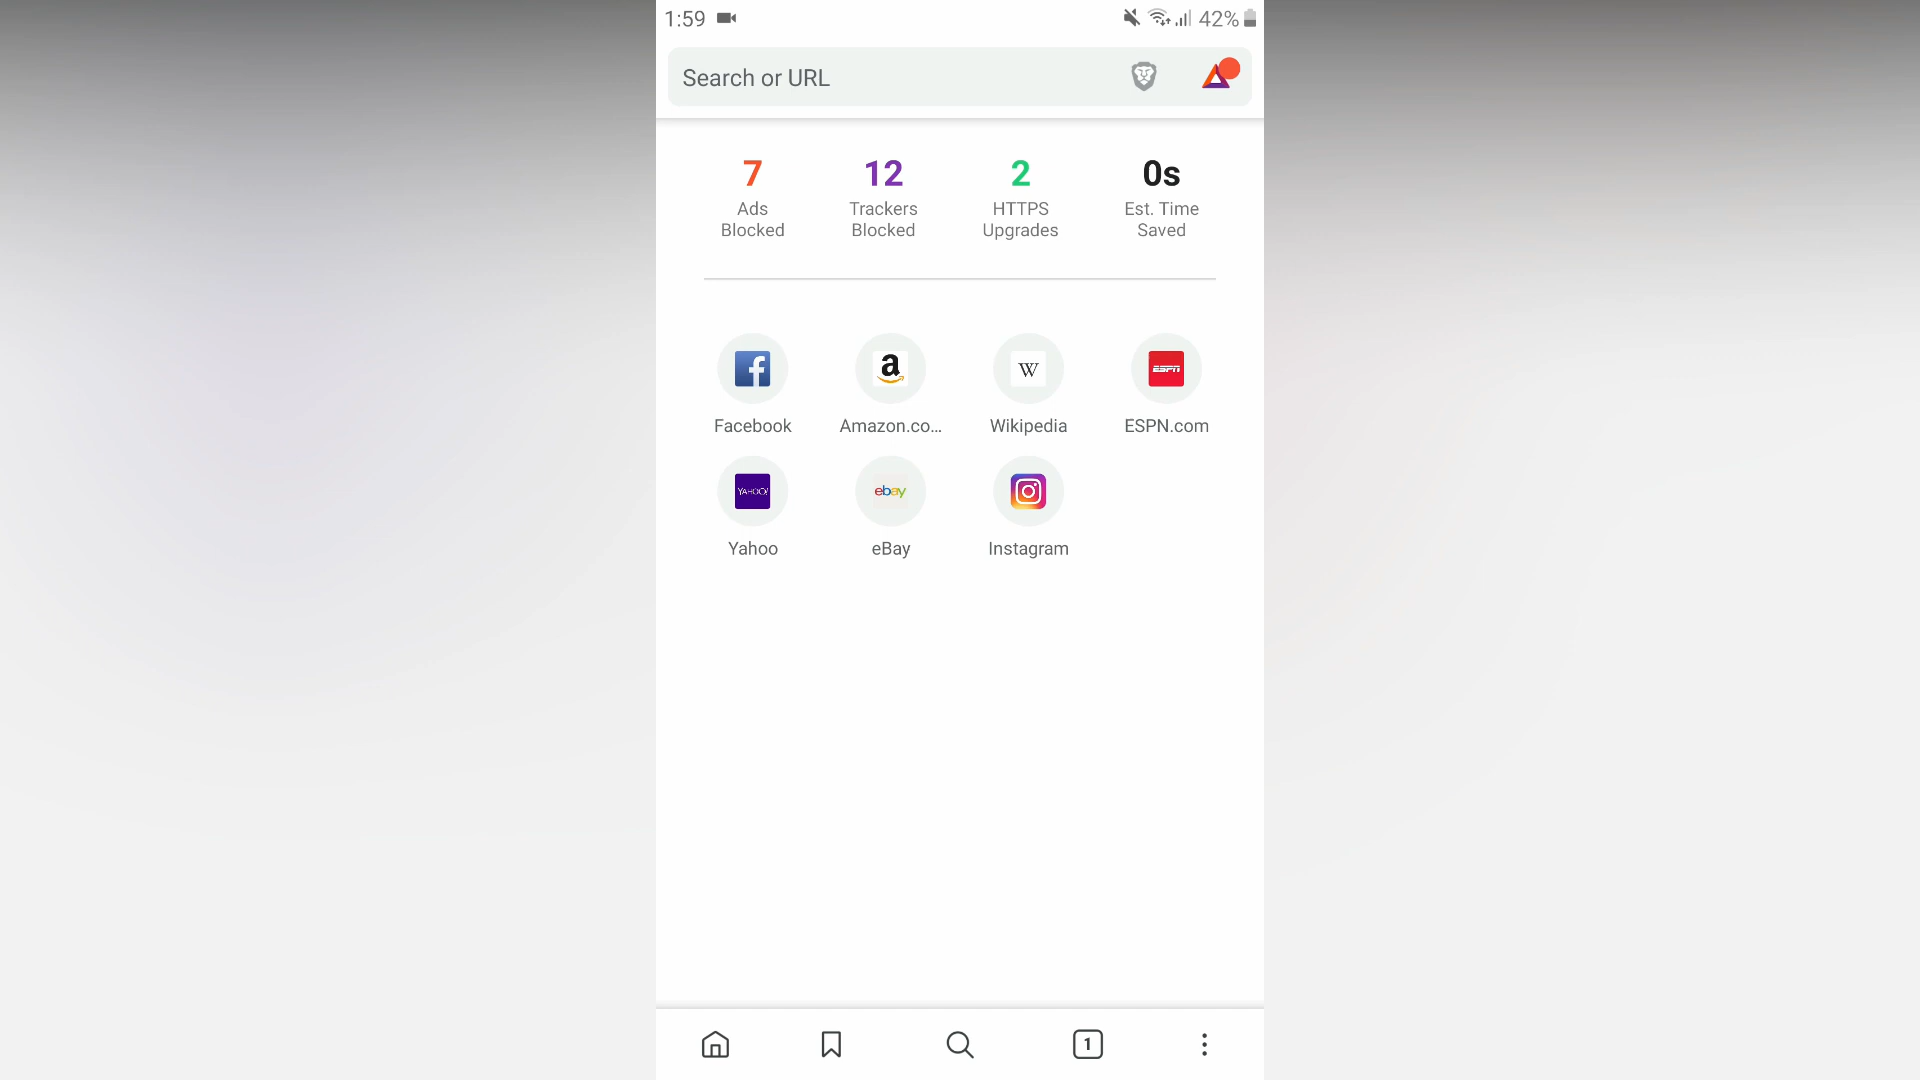 1:59
42%
Search or URL
7
12
2
0s
Ads
Blocked
Trackers
Blocked
HTTPS
Upgrades
Est. Time
Saved
a
W
ESPN
Facebook
Amazon.co...
Wikipedia
ESPN.com
YAHOO!
ebay
Yahoo
eBay
Instagram
1